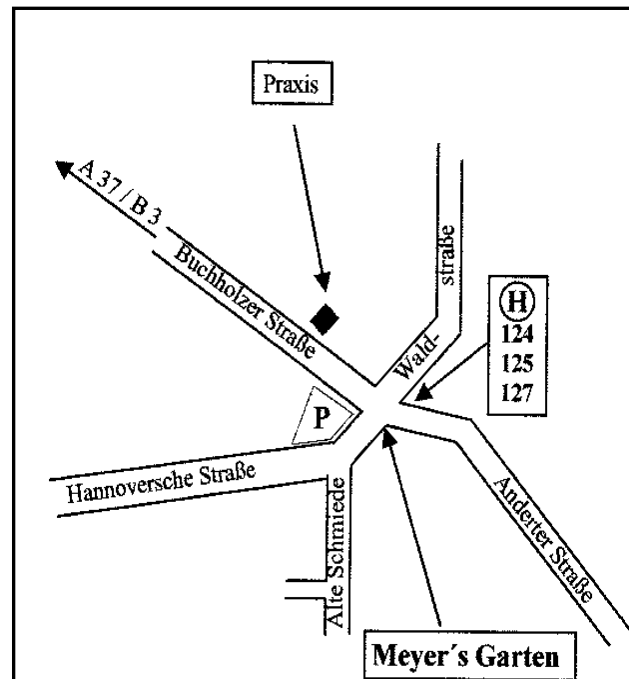 Praxis
A 37 / B 3
Buchholzer Straße
Wald-
straße
H
124
125
127
P
Hannoversche Straße
Alte Schmiede
Anderter Straße
Meyer´s Garten